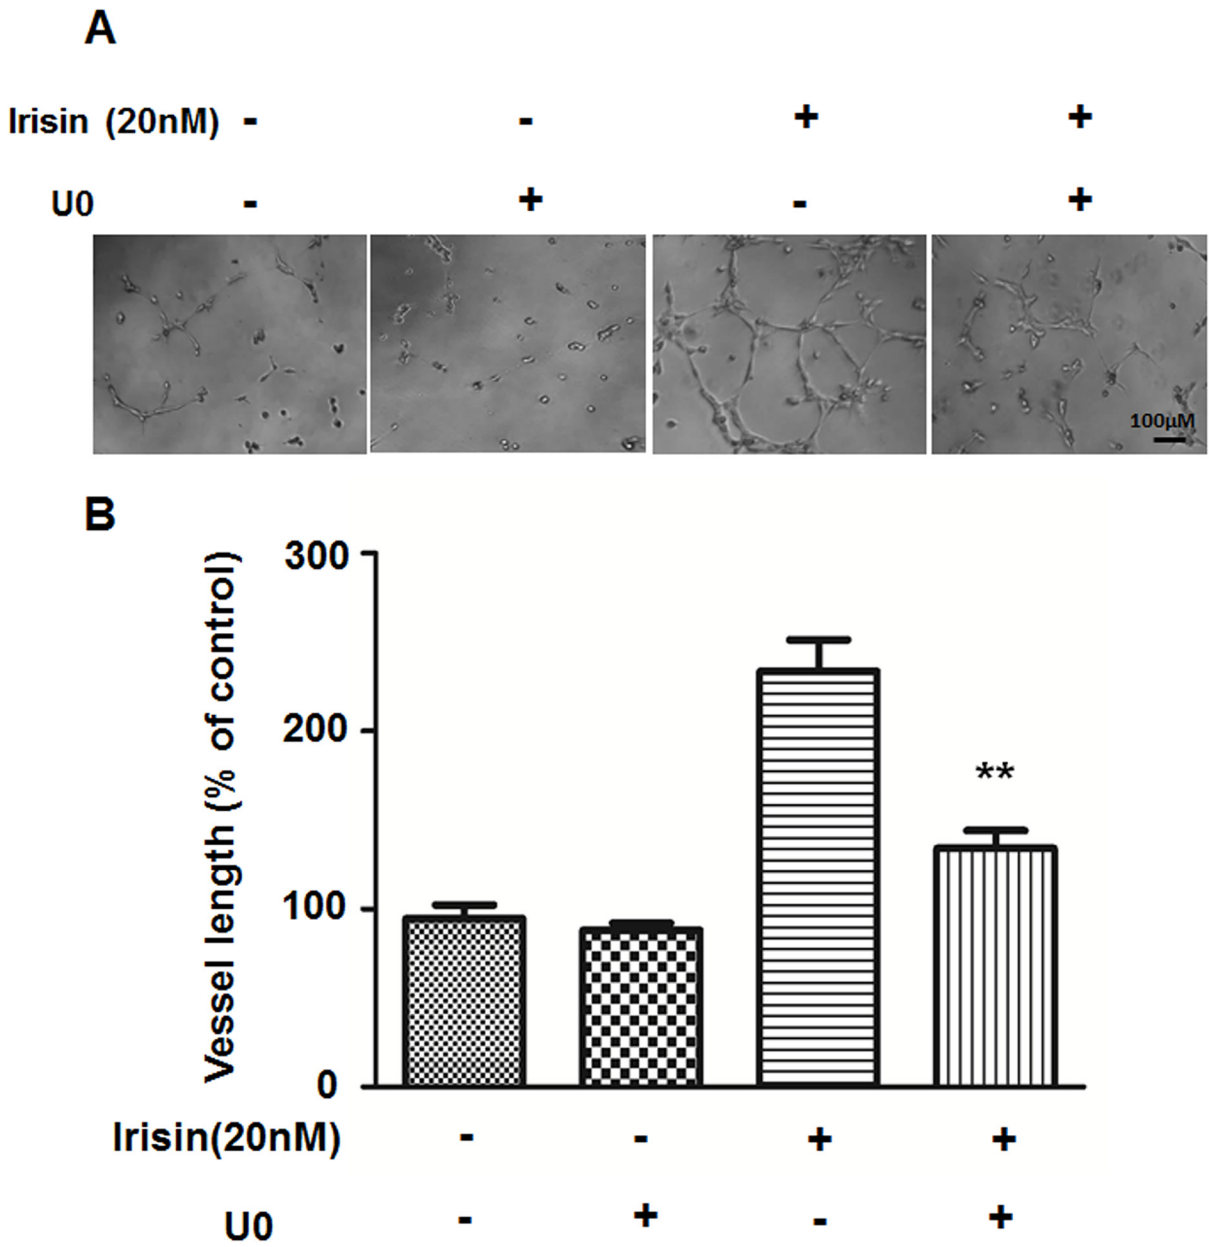 A
Irisin (20nM) - - + +
U0 - + - +
100µM
B
Vessel length (% of control)
300
200
100
0
**
Irisin(20nM) - - + +
U0 - + - +